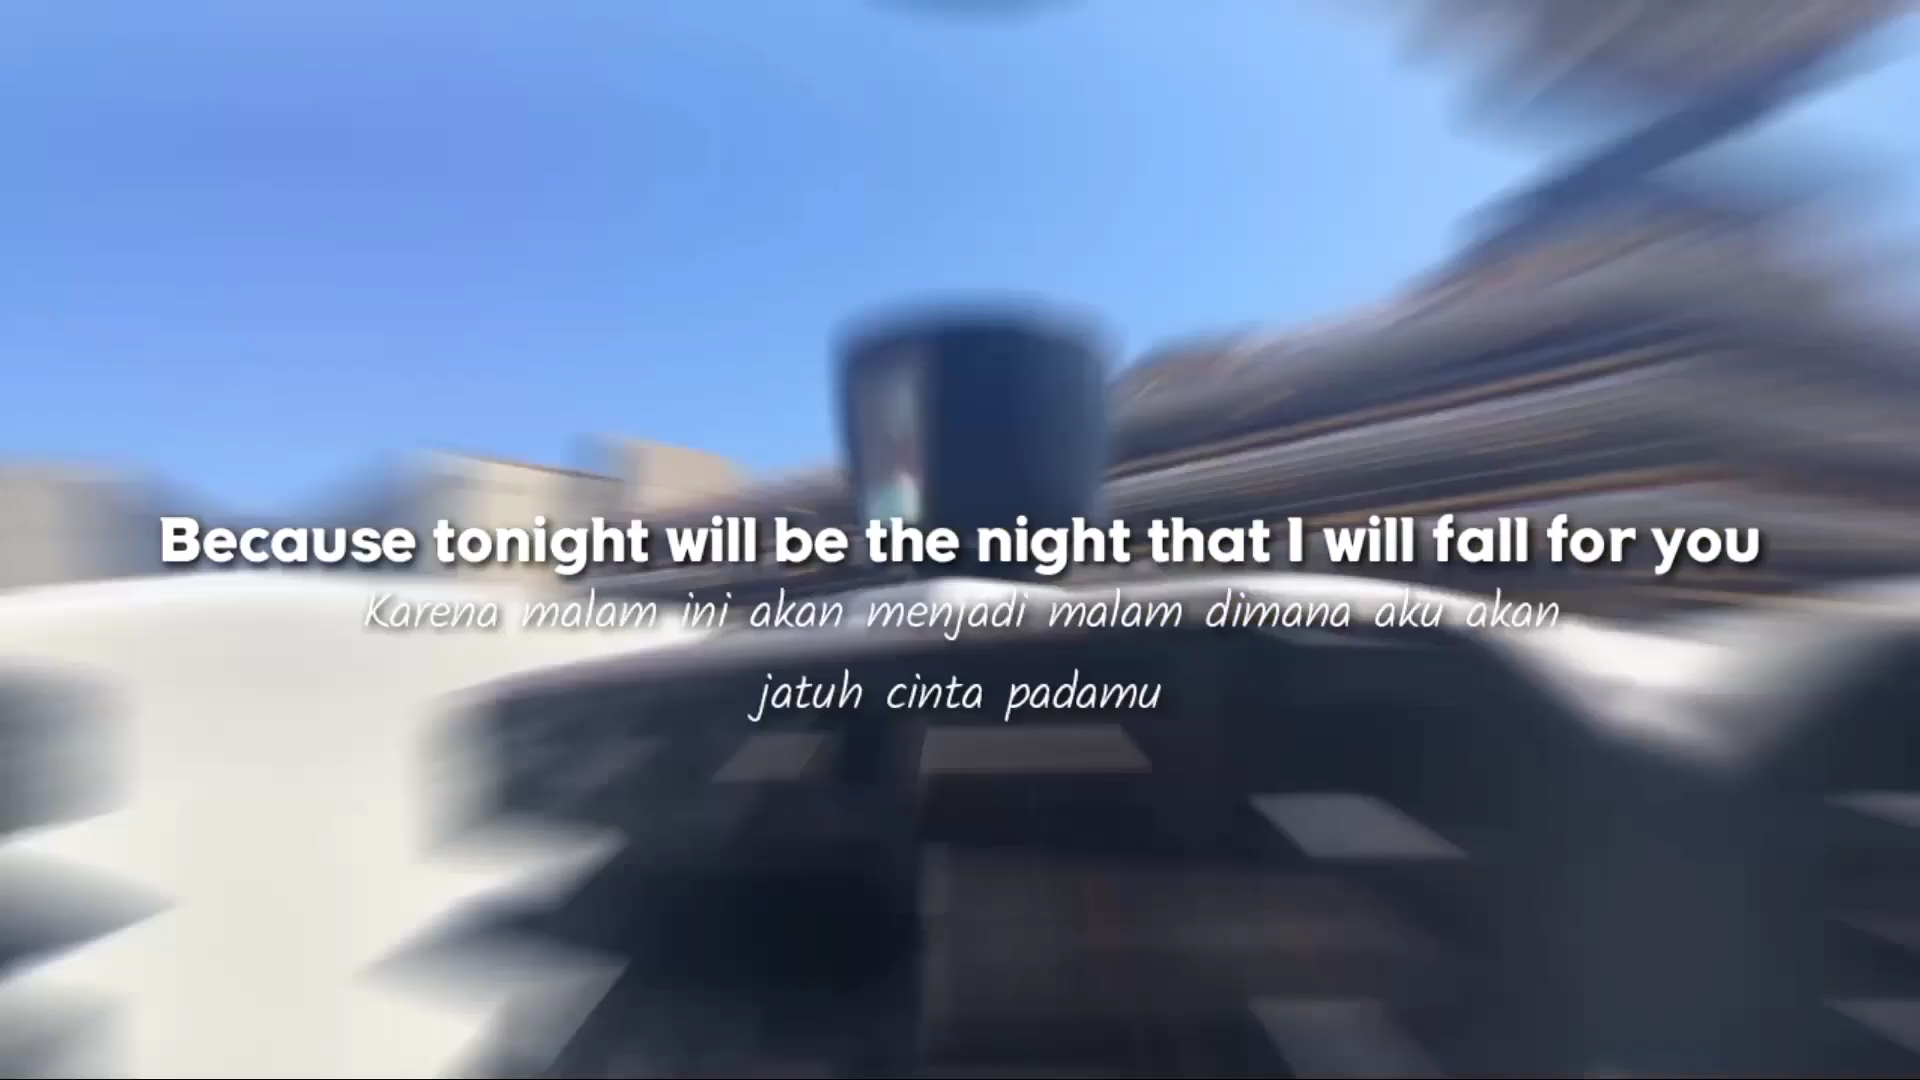 Because tonight will be the night that I will fall for you
Karena malam ini akan menjadi malam dimana aku akan
jatuh cinta padamu